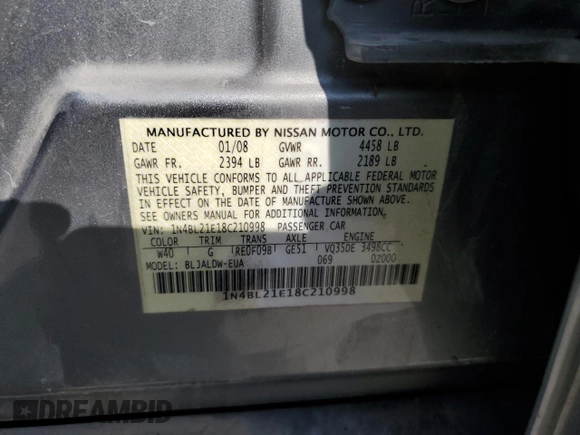 MANUFACTURED BY NISSAN MOTOR CO., LTD.
DATE 01/08 GVWR 4458 LB
GAWR FR. 2394 LB GAWR RR. 2189 LB
THIS VEHICLE CONFORMS TO ALL APPLICABLE FEDERAL MOTOR
VEHICLE SAFETY, BUMPER AND THEFT PREVENTION STANDARDS
IN EFFECT ON THE DATE OF MANUFACTURE SHOWN ABOVE.
SEE OWNERS MANUAL FOR ADDITIONAL INFORMATION.
VIN: 1N4BL21E18C210998 PASSENGER CAR
COLOR TRIM TRANS AXLE ENGINE
W40 G RE0F09B GE51 VQ35DE 3498CC
MODEL: BLJALDW-EUA 069 02000
1N4BL21E18C210998
DREAMBID